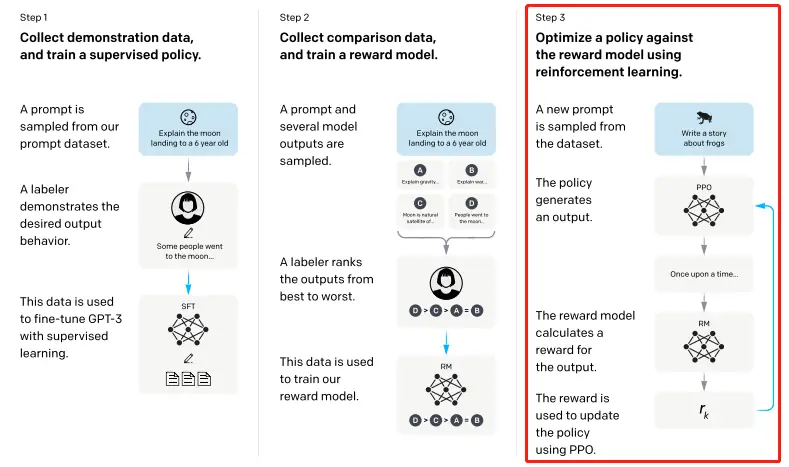 Step 1
Collect demonstration data,
and train a supervised policy.
A prompt is
sampled from our
prompt dataset.
Explain the moon
landing to a 6 year old
A labeler
demonstrates the
desired output
behavior.
Some people went
to the moon...
This data is used
to fine-tune GPT-3
with supervised
learning.
SFT
Step 2
Collect comparison data,
and train a reward model.
A prompt and
several model
outputs are
sampled.
Explain the moon
landing to a 6 year old
A
Explain gravity...
B
Explain war...
C
Moon is natural
satellite of...
D
People went to
the moon...
A labeler ranks
the outputs from
best to worst.
D > C > A = B
This data is used
to train our
reward model.
RM
D > C > A = B
Step 3
Optimize a policy against
the reward model using
reinforcement learning.
A new prompt
is sampled from
the dataset.
Write a story
about frogs
The policy
generates
an output.
PPO
Once upon a time...
The reward model
calculates a
reward for
the output.
RM
The reward is
used to update
the policy
using PPO.
rk